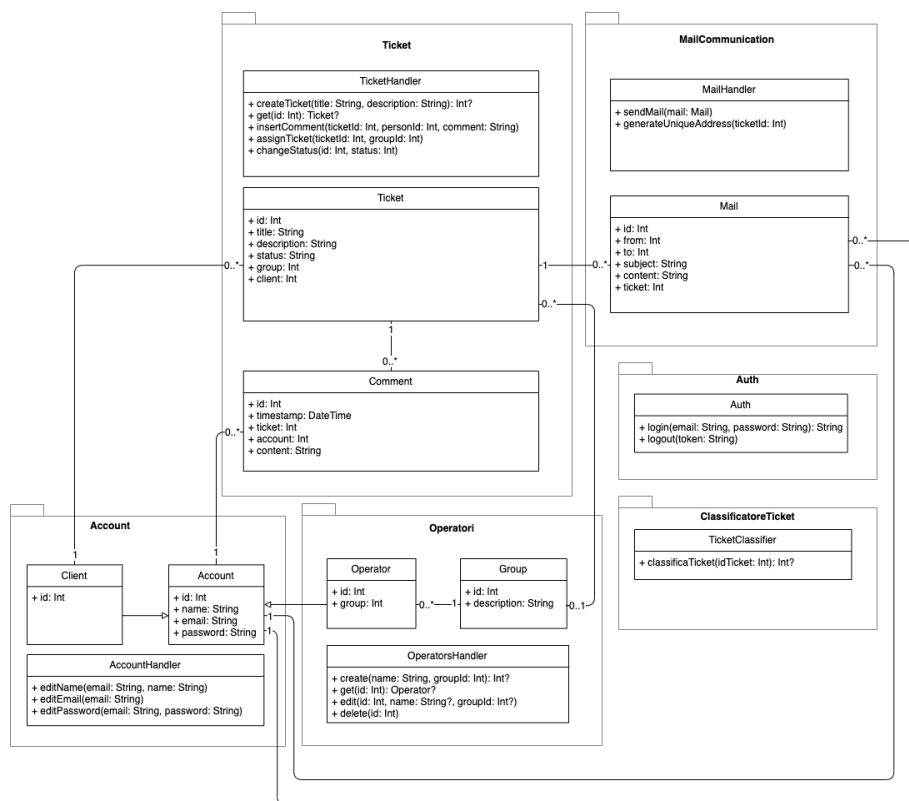 Ticket
TicketHandler
+ createTicket(title: String, description: String): Int?
+ get(id: Int): Ticket?
+ insertComment(ticketId: Int, personId: Int, comment: String)
+ assignTicket(ticketId: Int, groupId: Int)
+ changeStatus(id: Int, status: Int)
Ticket
+ id: Int
+ title: String
+ description: String
+ status: String
+ group: Int
+ client: Int
0..*
1
0..*
1
0..*
Comment
+ id: Int
+ timestamp: DateTime
+ ticket: Int
+ account: Int
+ content: String
0..*
MailCommunication
MailHandler
+ sendMail(mail: Mail)
+ generateUniqueAddress(ticketId: Int)
Mail
+ id: Int
+ from: Int
+ to: Int
+ subject: String
+ content: String
+ ticket: Int
0..*
0..*
0..*
Auth
Auth
+ login(email: String, password: String): String
+ logout(token: String)
ClassificatoreTicket
TicketClassifier
+ classificaTicket(idTicket: Int): Int?
Account
1
1
Client
+ id: Int
Account
+ id: Int
+ name: String
+ email: String
+ password: String
1
1
AccountHandler
+ editName(email: String, name: String)
+ editEmail(email: String)
+ editPassword(email: String, password: String)
Operatori
Operator
+ id: Int
+ group: Int
0..*
1
Group
+ id: Int
+ description: String
0..1
OperatorsHandler
+ create(name: String, groupId: Int): Int?
+ get(id: Int): Operator?
+ edit(id: Int, name: String?, groupId: Int?)
+ delete(id: Int)